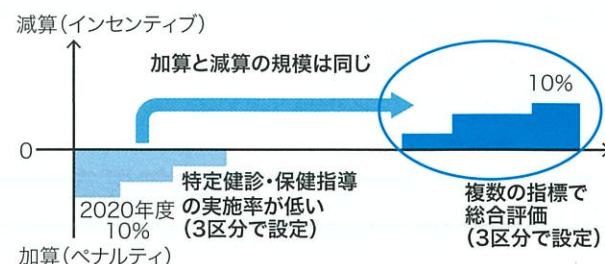 減算(インセンティブ)
加算と減算の規模は同じ
10%
0
特定健診・保健指導
の実施率が低い
(3区分で設定)
2020年度
10%
複数の指標で
総合評価
(3区分で設定)
加算(ペナルティ)